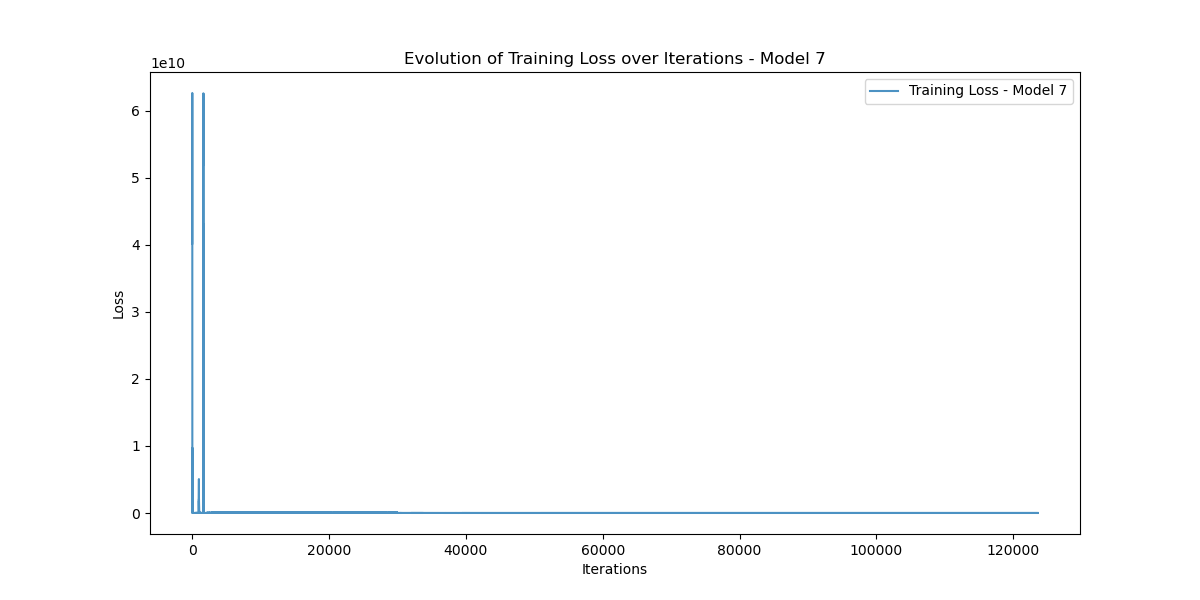 Evolution of Training Loss over Iterations - Model 7
1e10
Training Loss - Model 7
6
5
4
3
2
1
0
Loss
0 20000 40000 60000 80000 100000 120000
Iterations